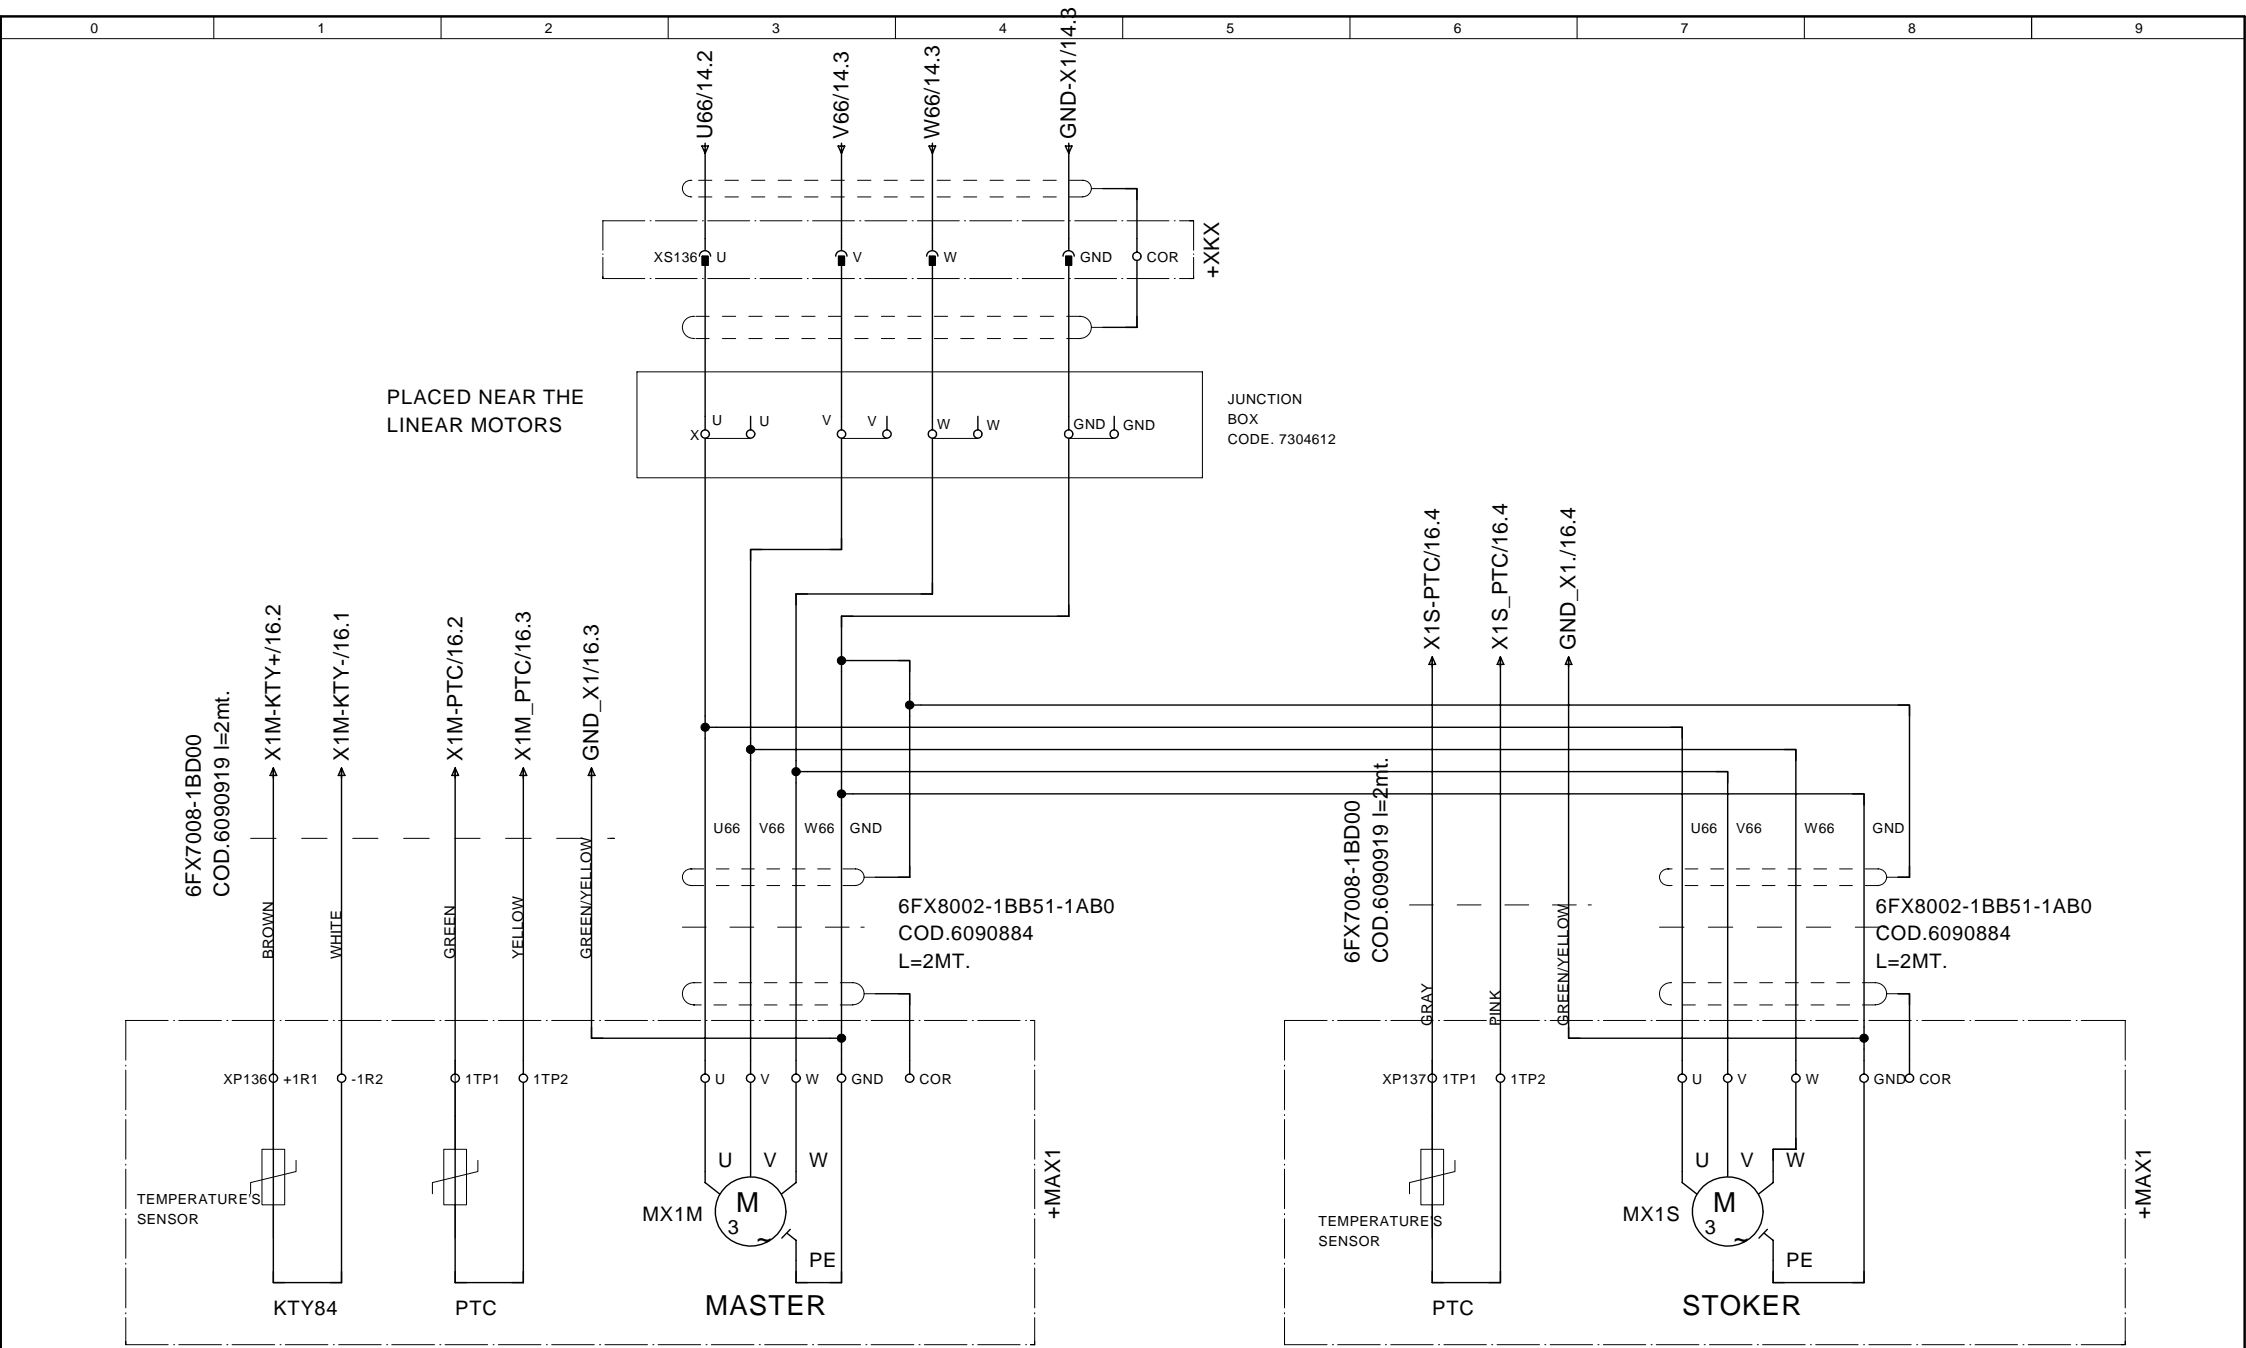 0 1 2 3 4 5 6 7 8 9
U66/14.2
V66/14.3
W66/14.3
GND-X1/14.3
XS136 U V W GND COR
+XKX
PLACED NEAR THE
LINEAR MOTORS
X U U V V W W GND GND
JUNCTION
BOX
CODE. 7304612
6FX7008-1BD00
COD.6090919 l=2mt.
X1M-KTY+/16.2
X1M-KTY-/16.1
X1M-PTC/16.2
X1M_PTC/16.3
GND_X1/16.3
X1S-PTC/16.4
X1S_PTC/16.4
GND_X1./16.4
6FX7008-1BD00
COD.6090919 l=2mt.
U66 V66 W66 GND
U66 V66 W66 GND
BROWN
WHITE
GREEN
YELLOW
GREEN/YELLOW
6FX8002-1BB51-1AB0
COD.6090884
L=2MT.
GRAY
PINK
GREEN/YELLOW
6FX8002-1BB51-1AB0
COD.6090884
L=2MT.
XP136 +1R1 -1R2 1TP1 1TP2 U V W GND COR
XP137 1TP1 1TP2 U V W GND COR
TEMPERATURE'S
SENSOR
U V W
MX1M
M
3
~
PE
+MAX1
KTY84
PTC
MASTER
TEMPERATURE'S
SENSOR
U V W
MX1S
M
3
~
PE
+MAX1
PTC
STOKER